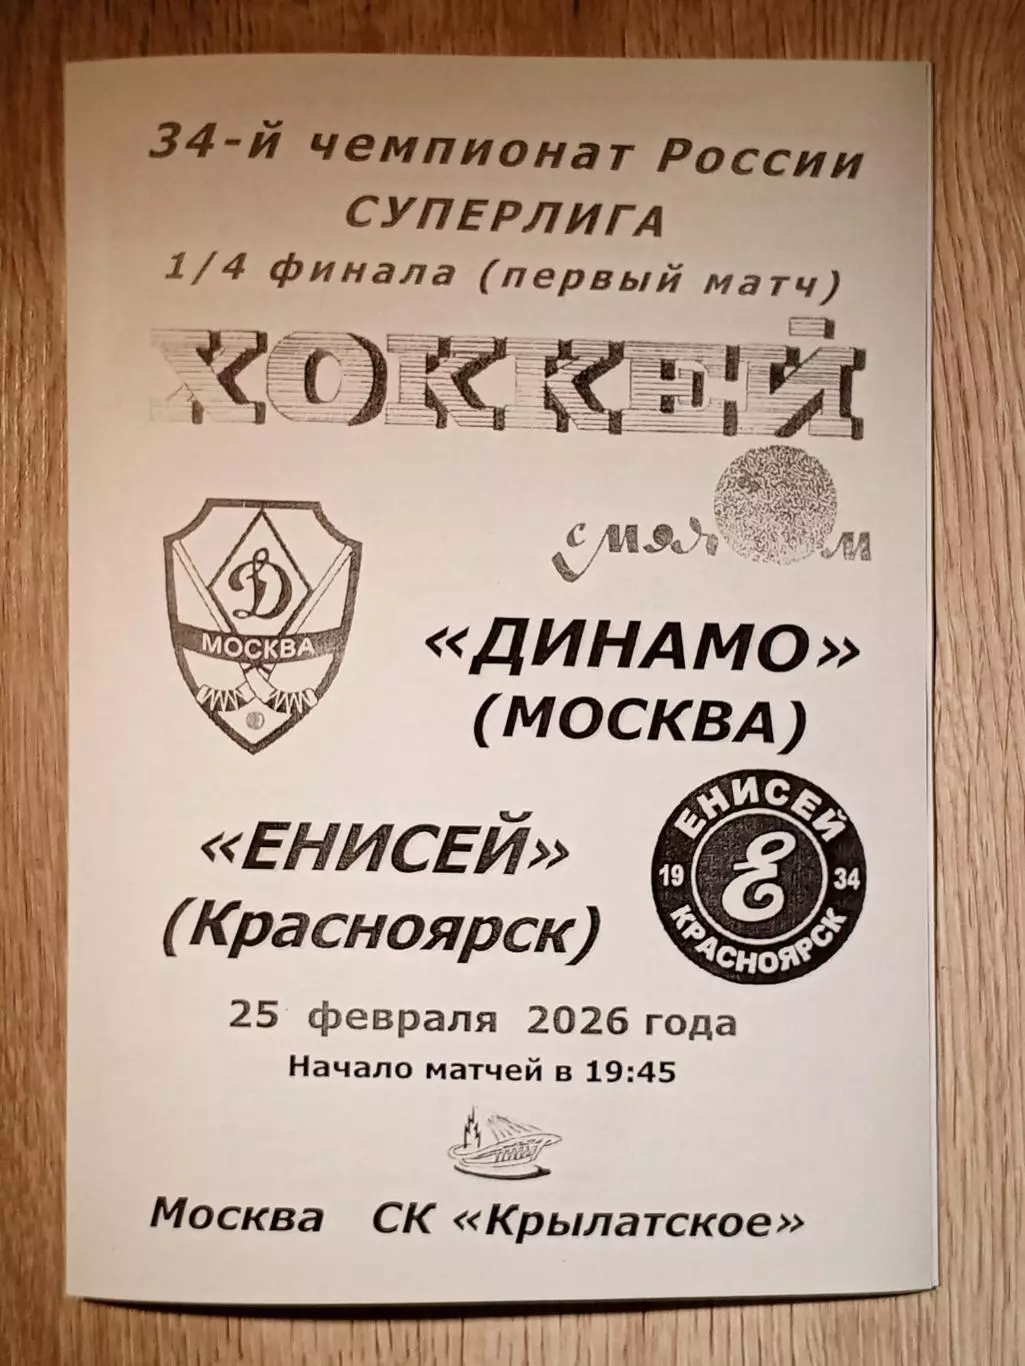 34-й чемпионат России
СУПЕРЛИГА
1/4 финала (первый матч)
ХОККЕЙ
с мячом
Д
МОСКВА
«ДИНАМО»
(МОСКВА)
ЕНИСЕЙ
19 Е 34
КРАСНОЯРСК
«ЕНИСЕЙ»
(Красноярск)
25 февраля 2026 года
Начало матчей в 19:45
Москва СК «Крылатское»